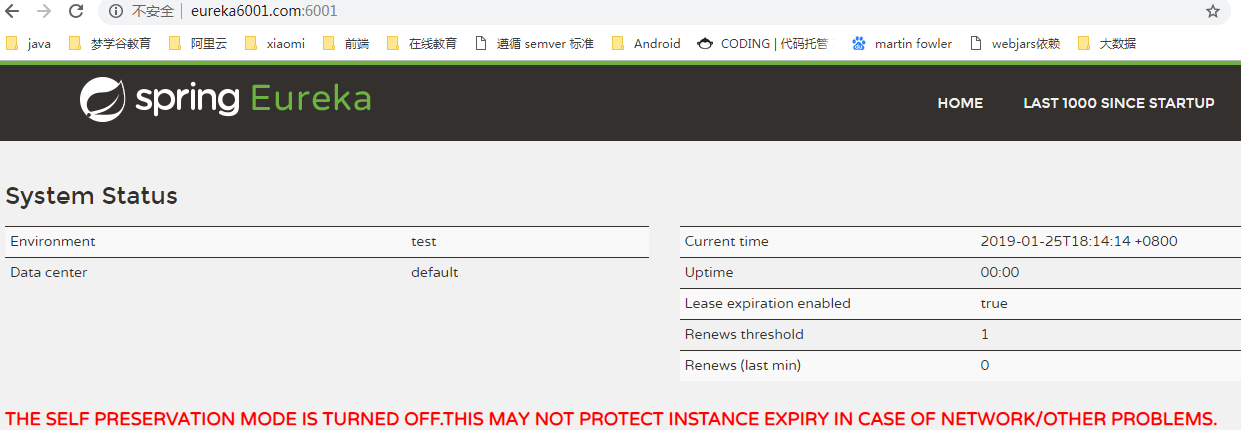 不安全 | eureka6001.com:6001
java 梦学谷教育 阿里云 xiaomi 前端 在线教育 遵循 semver 标准 Android CODING | 代码托管 martin fowler webjars依赖 大数据
spring Eureka HOME LAST 1000 SINCE STARTUP
System Status
Environment test
Data center default
Current time 2019-01-25T18:14:14 +0800
Uptime 00:00
Lease expiration enabled true
Renews threshold 1
Renews (last min) 0
THE SELF PRESERVATION MODE IS TURNED OFF.THIS MAY NOT PROTECT INSTANCE EXPIRY IN CASE OF NETWORK/OTHER PROBLEMS.